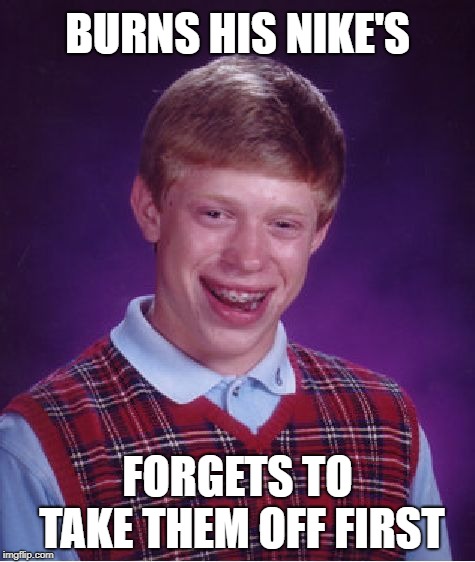 BURNS HIS NIKE'S
FORGETS TO
TAKE THEM OFF FIRST
imgflip.com